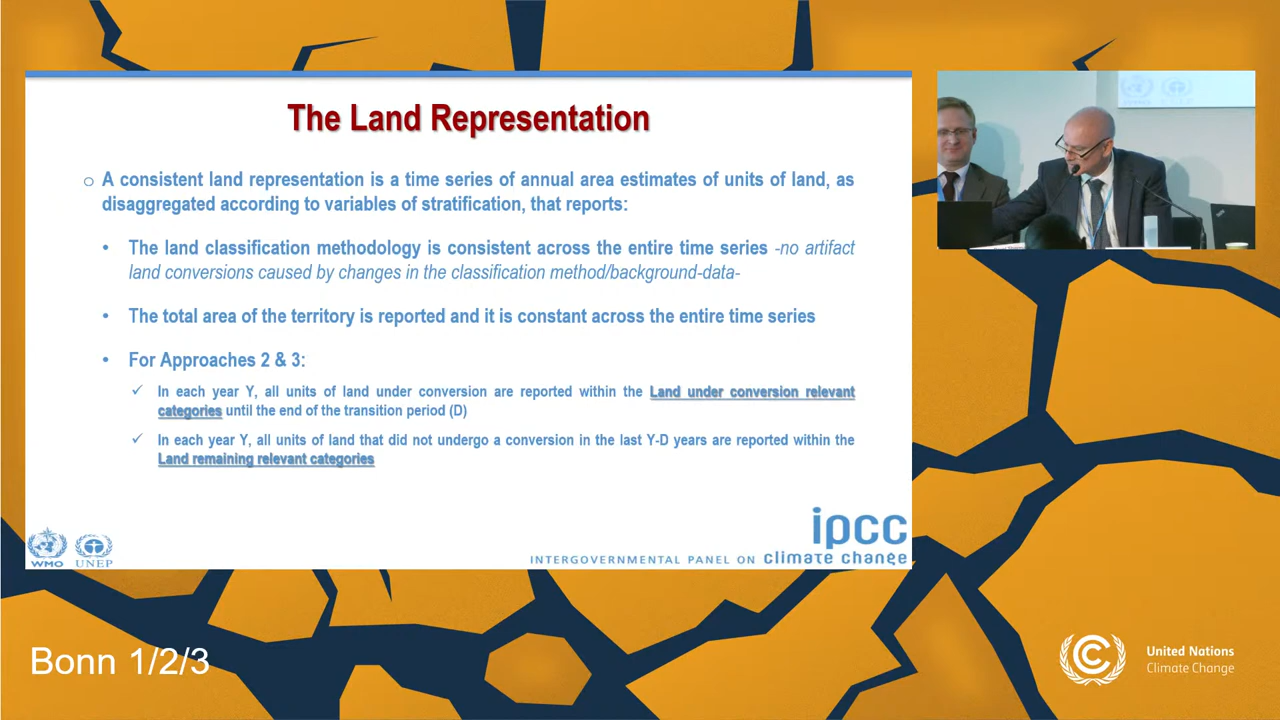 The Land Representation
o A consistent land representation is a time series of annual area estimates of units of land, as
disaggregated according to variables of stratification, that reports:
• The land classification methodology is consistent across the entire time series -no artifact
land conversions caused by changes in the classification method/background-data-
• The total area of the territory is reported and it is constant across the entire time series
• For Approaches 2 & 3:
✓ In each year Y, all units of land under conversion are reported within the Land under conversion relevant
categories until the end of the transition period (D)
✓ In each year Y, all units of land that did not undergo a conversion in the last Y-D years are reported within the
Land remaining relevant categories
WMO UNEP
INTERGOVERNMENTAL PANEL ON climate change
ipcc
Bonn 1/2/3
United Nations
Climate Change